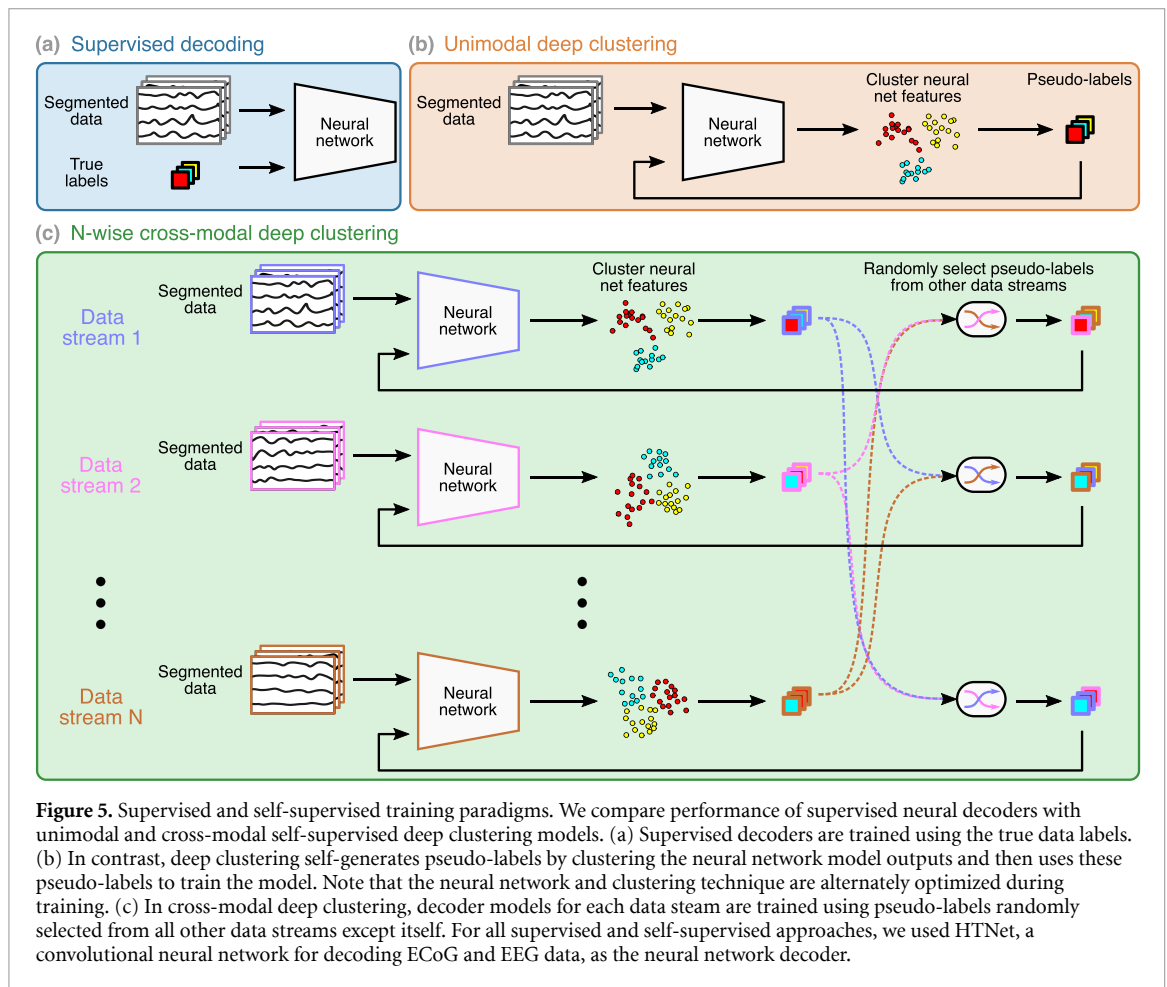 (a) Supervised decoding
Segmented
data
True
labels
Neural
network
(b) Unimodal deep clustering
Segmented
data
Neural
network
Cluster neural
net features
Pseudo-labels
(c) N-wise cross-modal deep clustering
Data
stream 1
Segmented
data
Neural
network
Cluster neural
net features
Randomly select pseudo-labels
from other data streams
Data
stream 2
Segmented
data
Neural
network
Data
stream N
Segmented
data
Neural
network
Figure 5. Supervised and self-supervised training paradigms. We compare performance of supervised neural decoders with
unimodal and cross-modal self-supervised deep clustering models. (a) Supervised decoders are trained using the true data labels.
(b) In contrast, deep clustering self-generates pseudo-labels by clustering the neural network model outputs and then uses these
pseudo-labels to train the model. Note that the neural network and clustering technique are alternately optimized during
training. (c) In cross-modal deep clustering, decoder models for each data steam are trained using pseudo-labels randomly
selected from all other data streams except itself. For all supervised and self-supervised approaches, we used HTNet, a
convolutional neural network for decoding ECoG and EEG data, as the neural network decoder.